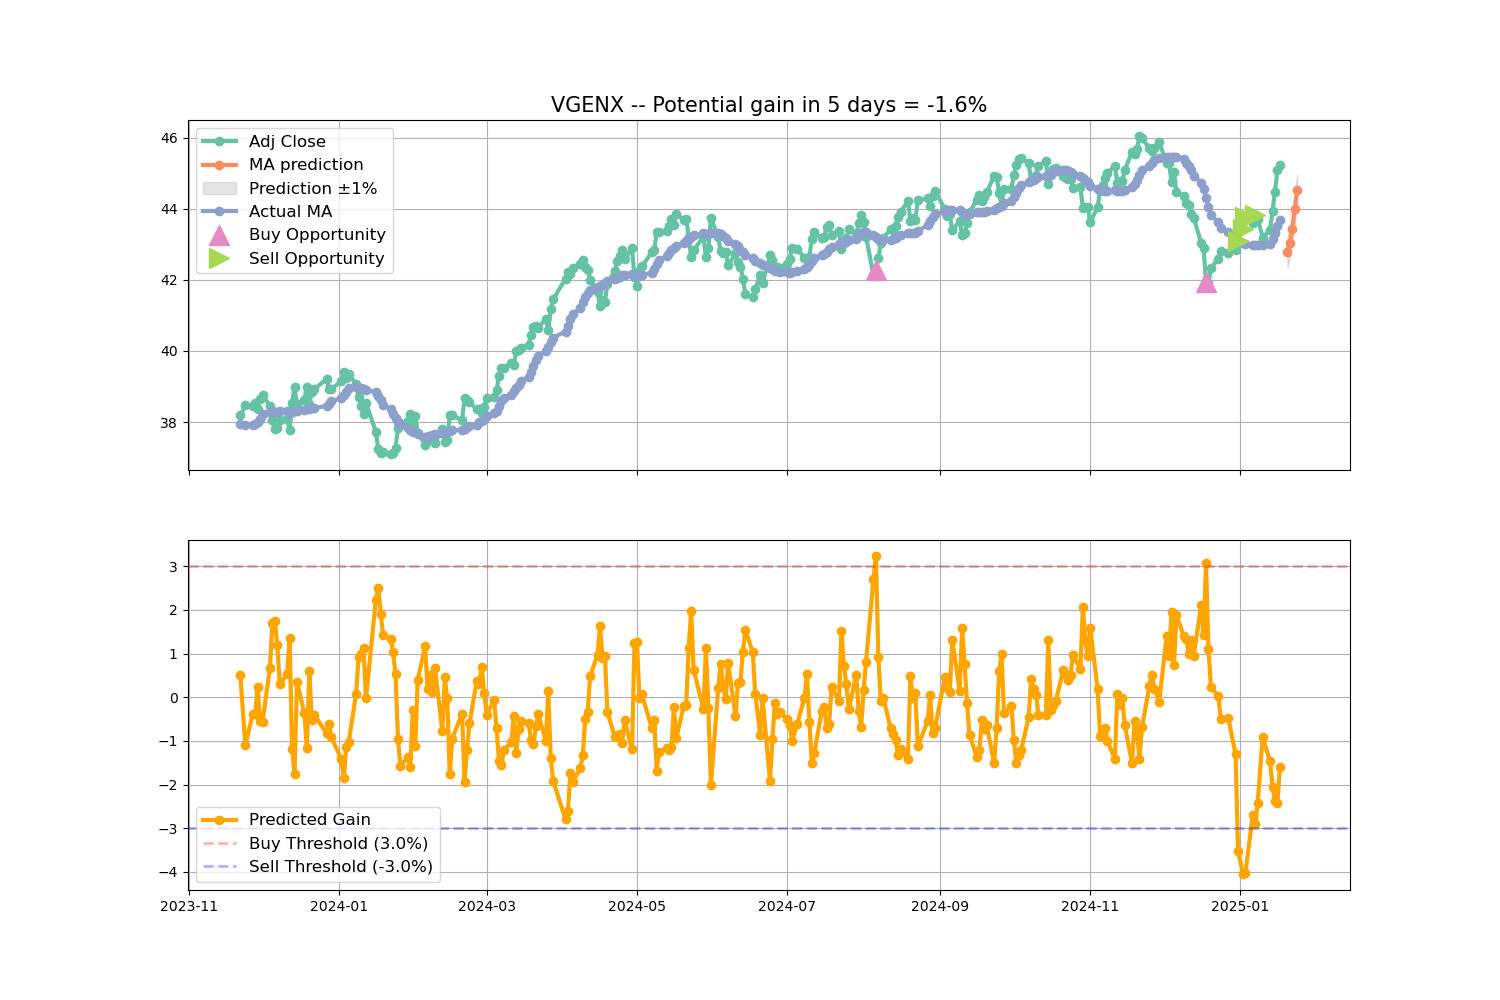 VGENX -- Potential gain in 5 days = -1.6%
46
44
42
40
38
Adj Close
MA prediction
Prediction ±1%
Actual MA
Buy Opportunity
Sell Opportunity
3
2
1
0
−1
−2
−3
−4
Predicted Gain
Buy Threshold (3.0%)
Sell Threshold (-3.0%)
2023-11
2024-01
2024-03
2024-05
2024-07
2024-09
2024-11
2025-01